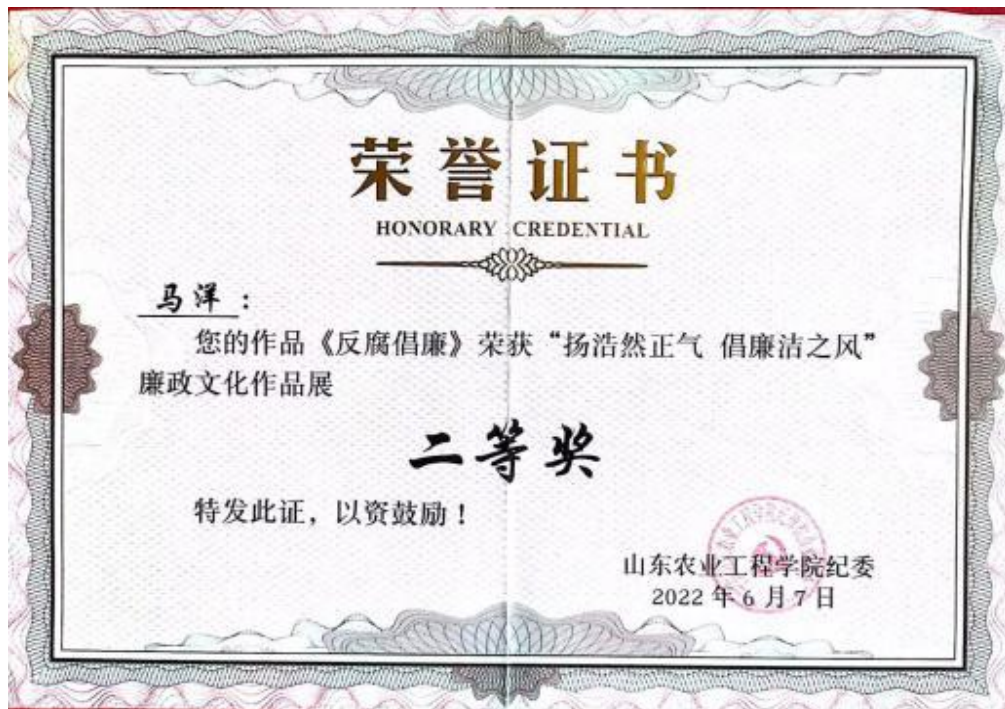 荣誉证书
HONORARY CREDENTIAL
马洋：
您的作品《反腐倡廉》荣获“扬浩然正气 倡廉洁之风”
廉政文化作品展
二等奖
特发此证，以资鼓励！
山东农业工程学院纪委
2022年6月7日